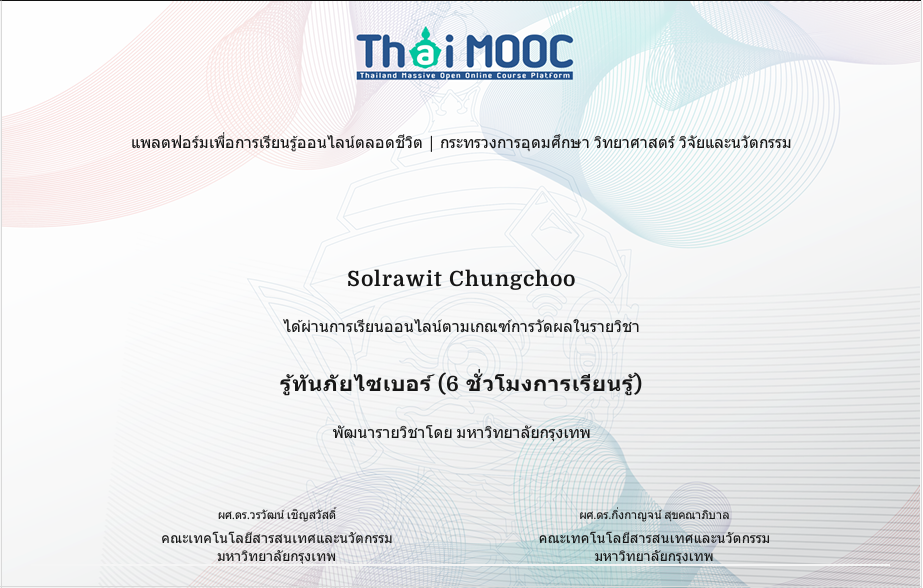 Thai MOOC
Thailand Massive Open Online Course Platform
แพลตฟอร์มเพื่อการเรียนรู้ออนไลน์ตลอดชีวิต | กระทรวงการอุดมศึกษา วิทยาศาสตร์ วิจัยและนวัตกรรม
Solrawit Chungchoo
ได้ผ่านการเรียนออนไลน์ตามเกณฑ์การวัดผลในรายวิชา
รู้ทันภัยไซเบอร์ (6 ชั่วโมงการเรียนรู้)
พัฒนารายวิชาโดย มหาวิทยาลัยกรุงเทพ
ผศ.ดร.วรวัฒน์ เชิญสวัสดิ์
คณะเทคโนโลยีสารสนเทศและนวัตกรรม
มหาวิทยาลัยกรุงเทพ
ผศ.ดร.กิ่งกาญจน์ สุขคณาภิบาล
คณะเทคโนโลยีสารสนเทศและนวัตกรรม
มหาวิทยาลัยกรุงเทพ